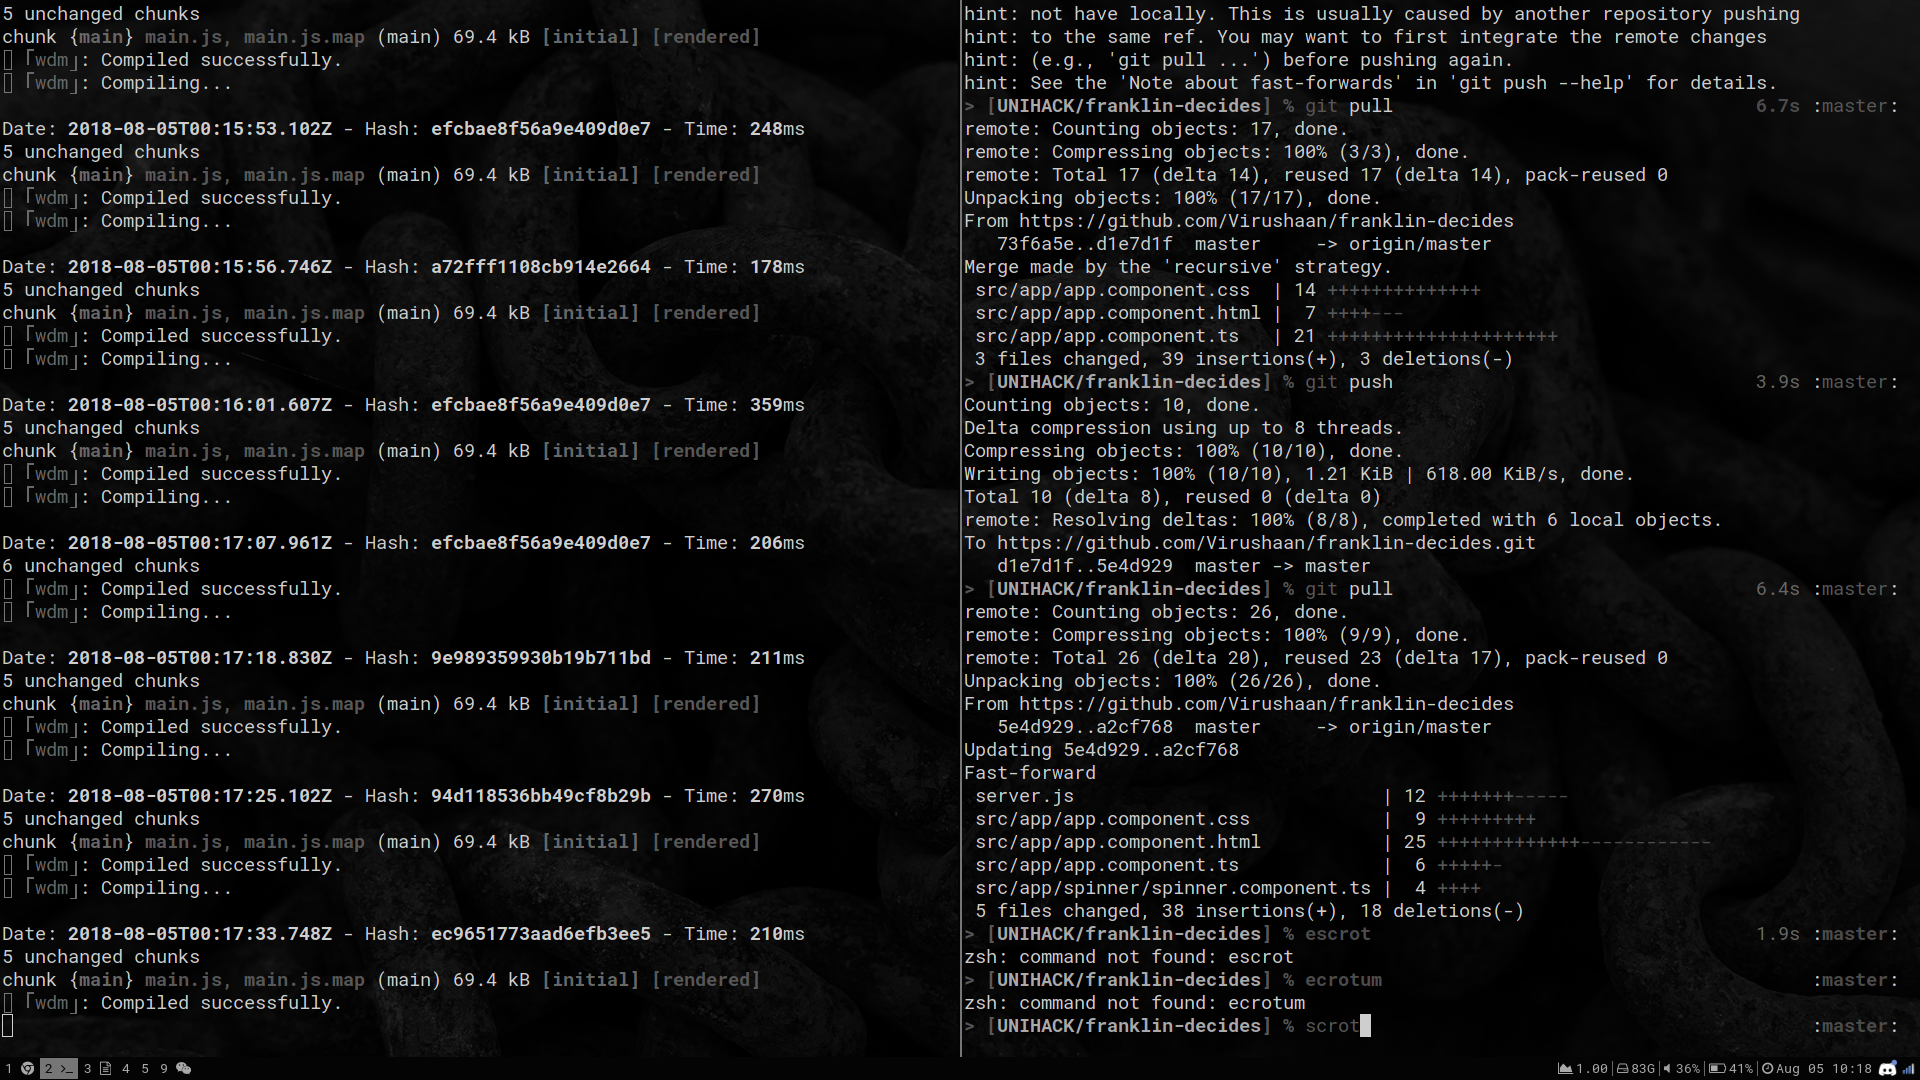 5 unchanged chunks
chunk {main} main.js, main.js.map (main) 69.4 kB [initial] [rendered]
｢wdm｣: Compiled successfully.
｢wdm｣: Compiling...
Date: 2018-08-05T00:15:53.102Z - Hash: efcbae8f56a9e409d0e7 - Time: 248ms
5 unchanged chunks
chunk {main} main.js, main.js.map (main) 69.4 kB [initial] [rendered]
｢wdm｣: Compiled successfully.
｢wdm｣: Compiling...
Date: 2018-08-05T00:15:56.746Z - Hash: a72fff1108cb914e2664 - Time: 178ms
5 unchanged chunks
chunk {main} main.js, main.js.map (main) 69.4 kB [initial] [rendered]
｢wdm｣: Compiled successfully.
｢wdm｣: Compiling...
Date: 2018-08-05T00:16:01.607Z - Hash: efcbae8f56a9e409d0e7 - Time: 359ms
5 unchanged chunks
chunk {main} main.js, main.js.map (main) 69.4 kB [initial] [rendered]
｢wdm｣: Compiled successfully.
｢wdm｣: Compiling...
Date: 2018-08-05T00:17:07.961Z - Hash: efcbae8f56a9e409d0e7 - Time: 206ms
6 unchanged chunks
｢wdm｣: Compiled successfully.
｢wdm｣: Compiling...
Date: 2018-08-05T00:17:18.830Z - Hash: 9e989359930b19b711bd - Time: 211ms
5 unchanged chunks
chunk {main} main.js, main.js.map (main) 69.4 kB [initial] [rendered]
｢wdm｣: Compiled successfully.
｢wdm｣: Compiling...
Date: 2018-08-05T00:17:25.102Z - Hash: 94d118536bb49cf8b29b - Time: 270ms
5 unchanged chunks
chunk {main} main.js, main.js.map (main) 69.4 kB [initial] [rendered]
｢wdm｣: Compiled successfully.
｢wdm｣: Compiling...
Date: 2018-08-05T00:17:33.748Z - Hash: ec9651773aad6efb3ee5 - Time: 210ms
5 unchanged chunks
chunk {main} main.js, main.js.map (main) 69.4 kB [initial] [rendered]
｢wdm｣: Compiled successfully.
hint: not have locally. This is usually caused by another repository pushing
hint: to the same ref. You may want to first integrate the remote changes
hint: (e.g., 'git pull ...') before pushing again.
hint: See the 'Note about fast-forwards' in 'git push --help' for details.
> [UNIHACK/franklin-decides] % git pull 6.7s :master:
remote: Counting objects: 17, done.
remote: Compressing objects: 100% (3/3), done.
remote: Total 17 (delta 14), reused 17 (delta 14), pack-reused 0
Unpacking objects: 100% (17/17), done.
From https://github.com/Virushaan/franklin-decides
73f6a5e..d1e7d1f master -> origin/master
Merge made by the 'recursive' strategy.
src/app/app.component.css | 14 ++++++++++++++
src/app/app.component.html | 7 ++++---
src/app/app.component.ts | 21 +++++++++++++++++++++
3 files changed, 39 insertions(+), 3 deletions(-)
> [UNIHACK/franklin-decides] % git push 3.9s :master:
Counting objects: 10, done.
Delta compression using up to 8 threads.
Compressing objects: 100% (10/10), done.
Writing objects: 100% (10/10), 1.21 KiB | 618.00 KiB/s, done.
Total 10 (delta 8), reused 0 (delta 0)
remote: Resolving deltas: 100% (8/8), completed with 6 local objects.
To https://github.com/Virushaan/franklin-decides.git
d1e7d1f..5e4d929 master -> master
> [UNIHACK/franklin-decides] % git pull 6.4s :master:
remote: Counting objects: 26, done.
remote: Compressing objects: 100% (9/9), done.
remote: Total 26 (delta 20), reused 23 (delta 17), pack-reused 0
Unpacking objects: 100% (26/26), done.
From https://github.com/Virushaan/franklin-decides
5e4d929..a2cf768 master -> origin/master
Updating 5e4d929..a2cf768
Fast-forward
server.js | 12 +++++++-----
src/app/app.component.css | 9 +++++++++
src/app/app.component.html | 25 +++++++++++++------------
src/app/app.component.ts | 6 +++++-
src/app/spinner/spinner.component.ts | 4 ++++
5 files changed, 38 insertions(+), 18 deletions(-)
> [UNIHACK/franklin-decides] % escrot 1.9s :master:
zsh: command not found: escrot
> [UNIHACK/franklin-decides] % ecrotum :master:
zsh: command not found: ecrotum
> [UNIHACK/franklin-decides] % scrot :master:
1 2 3 4 5 9 1.00 | 83G | 36% | 41% | Aug 05 10:18